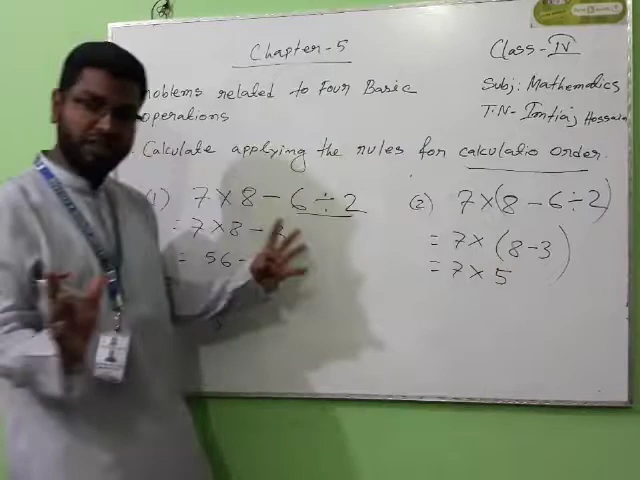 Chapter-5
Class-IV
Problems related to Four Basic
Subj: Mathematics
operations
T.N- Imtiaj Hossain
Calculate applying the rules for calculatio order.
(1) 7×8-6÷2
= 7×8-
= 56-
(2) 7×(8-6÷2)
= 7×(8-3)
= 7×5